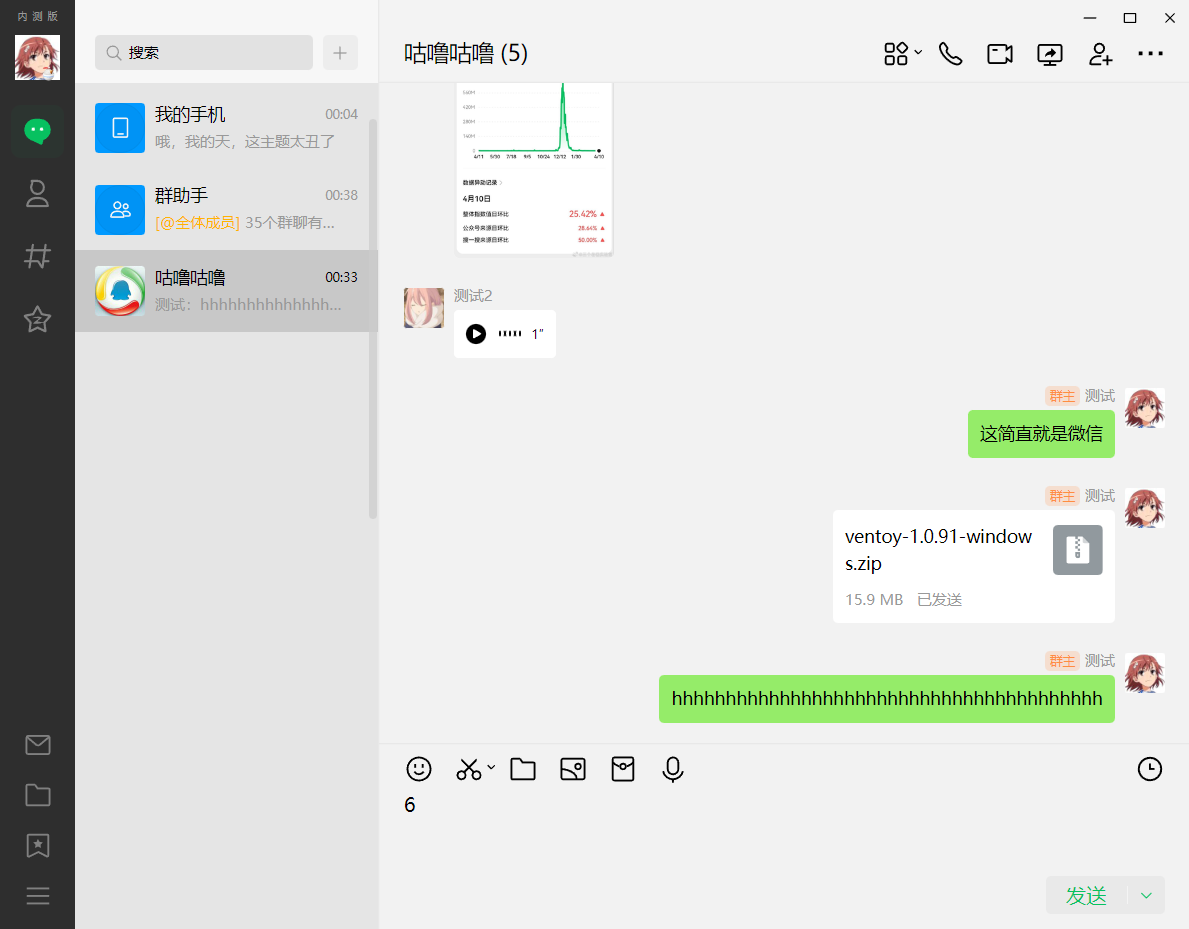 内测版
搜索
我的手机 00:04
哦，我的天，这主题太丑了
群助手 00:38
[@全体成员] 35个群聊有...
咕噜咕噜 00:33
测试：hhhhhhhhhhhhhh...
咕噜咕噜 (5)
560M
420M
280M
140M
0
4/11 5/30 7/18 9/5 10/24 12/12 1/30 4/10
数据异动记录
4月10日
整体指数值日环比 25.42%
公众号来源日环比 28.64%
搜一搜来源日环比 50.00%
测试2
1"
群主 测试
这简直就是微信
群主 测试
ventoy-1.0.91-window
s.zip
15.9 MB 已发送
群主 测试
hhhhhhhhhhhhhhhhhhhhhhhhhhhhhhhhhhhhhhhh
6
发送